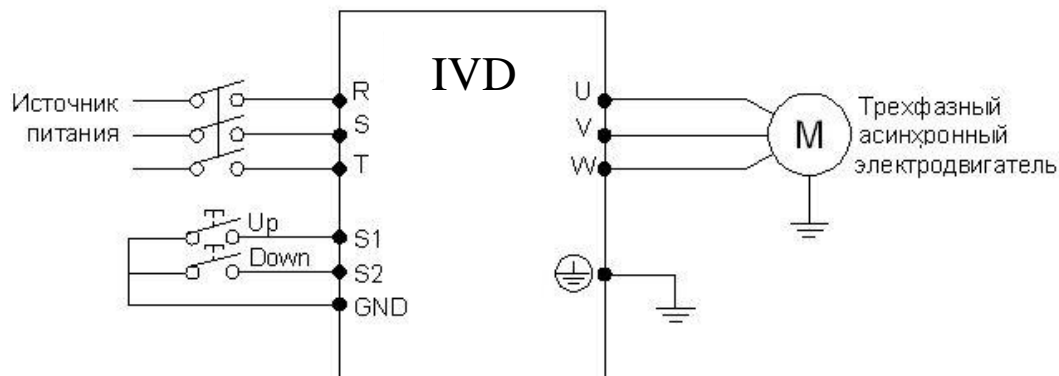 IVD
Источник
питания
R
S
T
Up
S1
Down
S2
GND
U
V
W
M
Трехфазный
асинхронный
электродвигатель